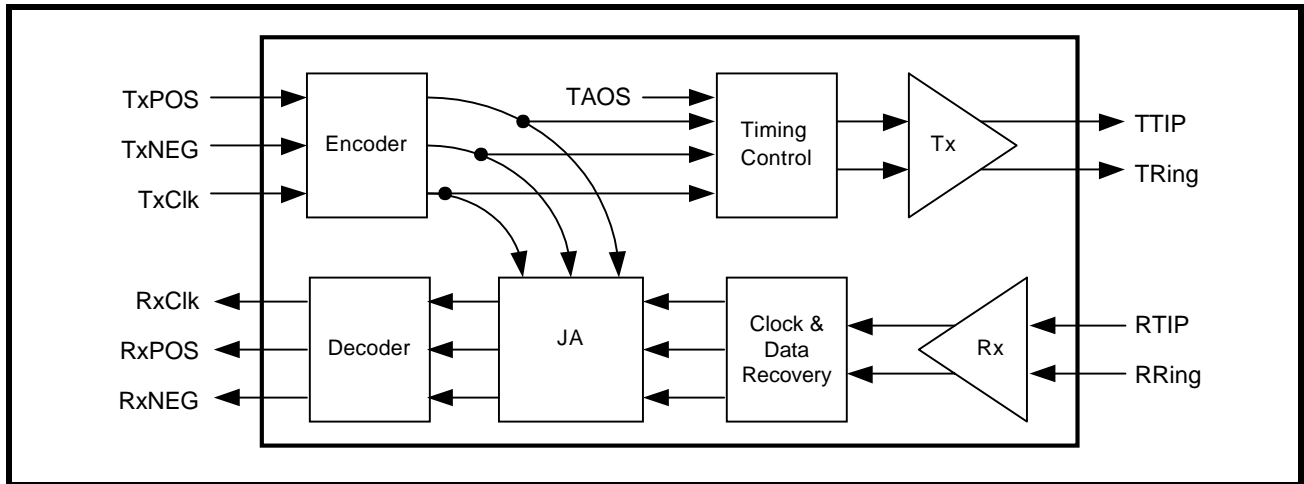 TxPOS
TxNEG
TxClk
Encoder
TAOS
Timing
Control
Tx
TTIP
TRing
RxClk
RxPOS
RxNEG
Decoder
JA
Clock &
Data
Recovery
Rx
RTIP
RRing